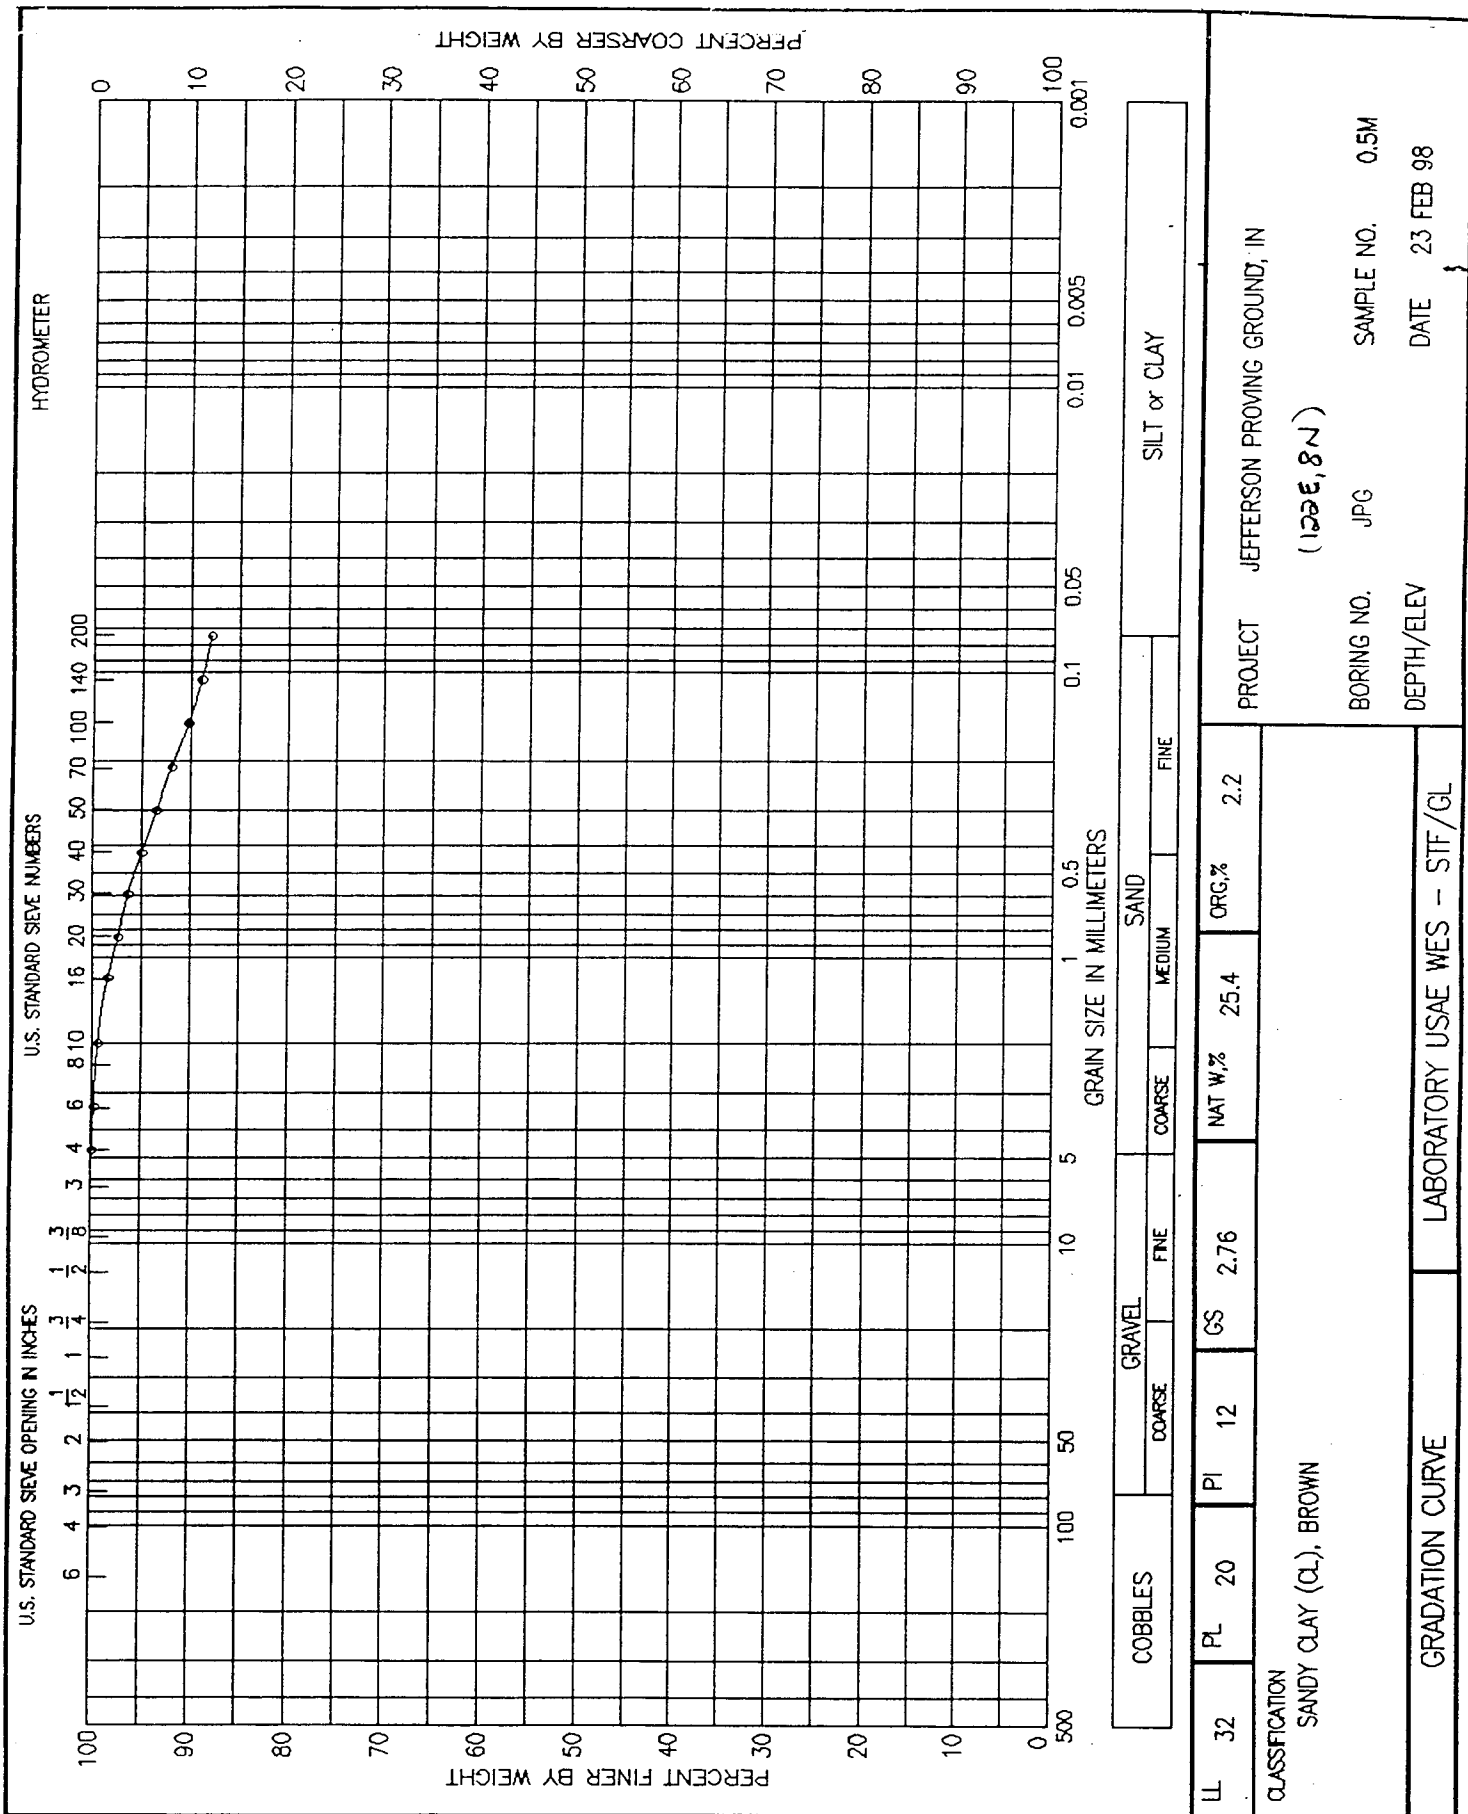 U.S. STANDARD SIEVE OPENING IN INCHES
U.S. STANDARD SIEVE NUMBERS
HYDROMETER
6 4 3 2 1½ 1 ¾ ½ ⅜ 3 4 6 8 10 16 20 30 40 50 70 100 140 200
PERCENT FINER BY WEIGHT
100
90
80
70
60
50
40
30
20
10
0
PERCENT COARSER BY WEIGHT
0
10
20
30
40
50
60
70
80
90
100
500 100 50 10 5 1 0.5 0.1 0.05 0.01 0.005 0.001
GRAIN SIZE IN MILLIMETERS
COBBLES
GRAVEL
COARSE FINE
SAND
COARSE MEDIUM FINE
SILT or CLAY
LL 32 PL 20 PI 12 GS 2.76 NAT W,% 25.4 ORG,% 2.2
CLASSIFICATION
SANDY CLAY (CL), BROWN
PROJECT JEFFERSON PROVING GROUND, IN
(122E, 8N)
BORING NO. JPG SAMPLE NO. 0.5M
DEPTH/ELEV DATE 23 FEB 98
GRADATION CURVE
LABORATORY USAE WES - STF/GL